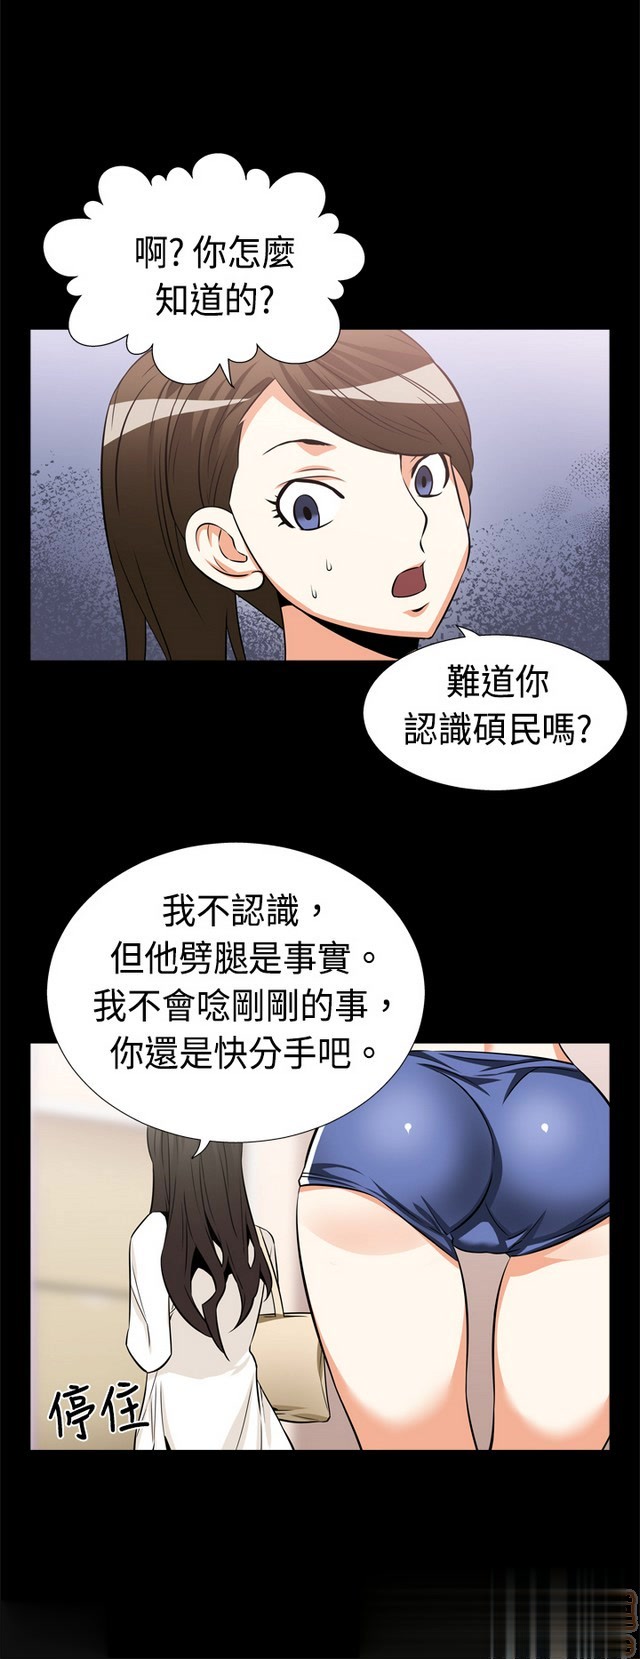 啊? 你怎麼
知道的?
難道你
認識碩民嗎?
我不認識，
但他劈腿是事實。
我不會唸剛剛的事，
你還是快分手吧。
停住